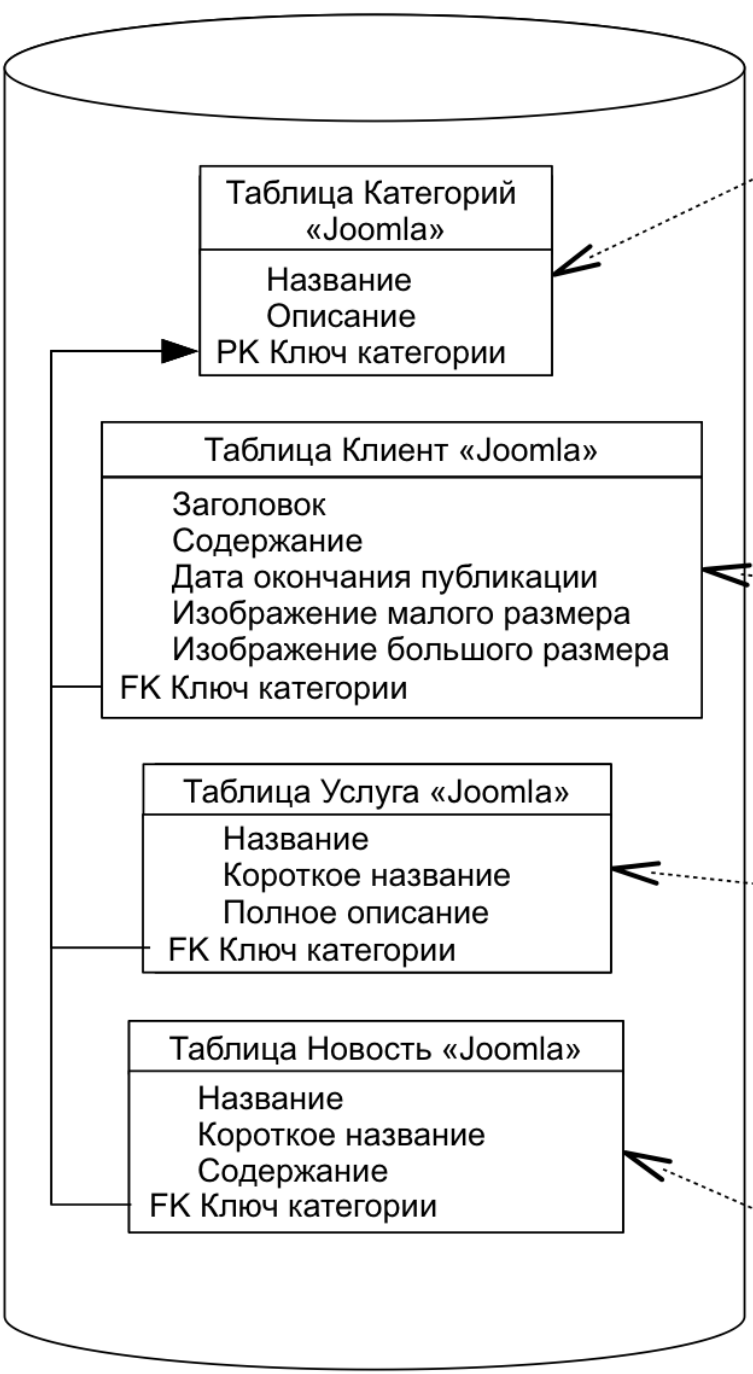 Таблица Категорий
«Joomla»
Название
Описание
PK Ключ категории
Таблица Клиент «Joomla»
Заголовок
Содержание
Дата окончания публикации
Изображение малого размера
Изображение большого размера
FK Ключ категории
Таблица Услуга «Joomla»
Название
Короткое название
Полное описание
FK Ключ категории
Таблица Новость «Joomla»
Название
Короткое название
Содержание
FK Ключ категории